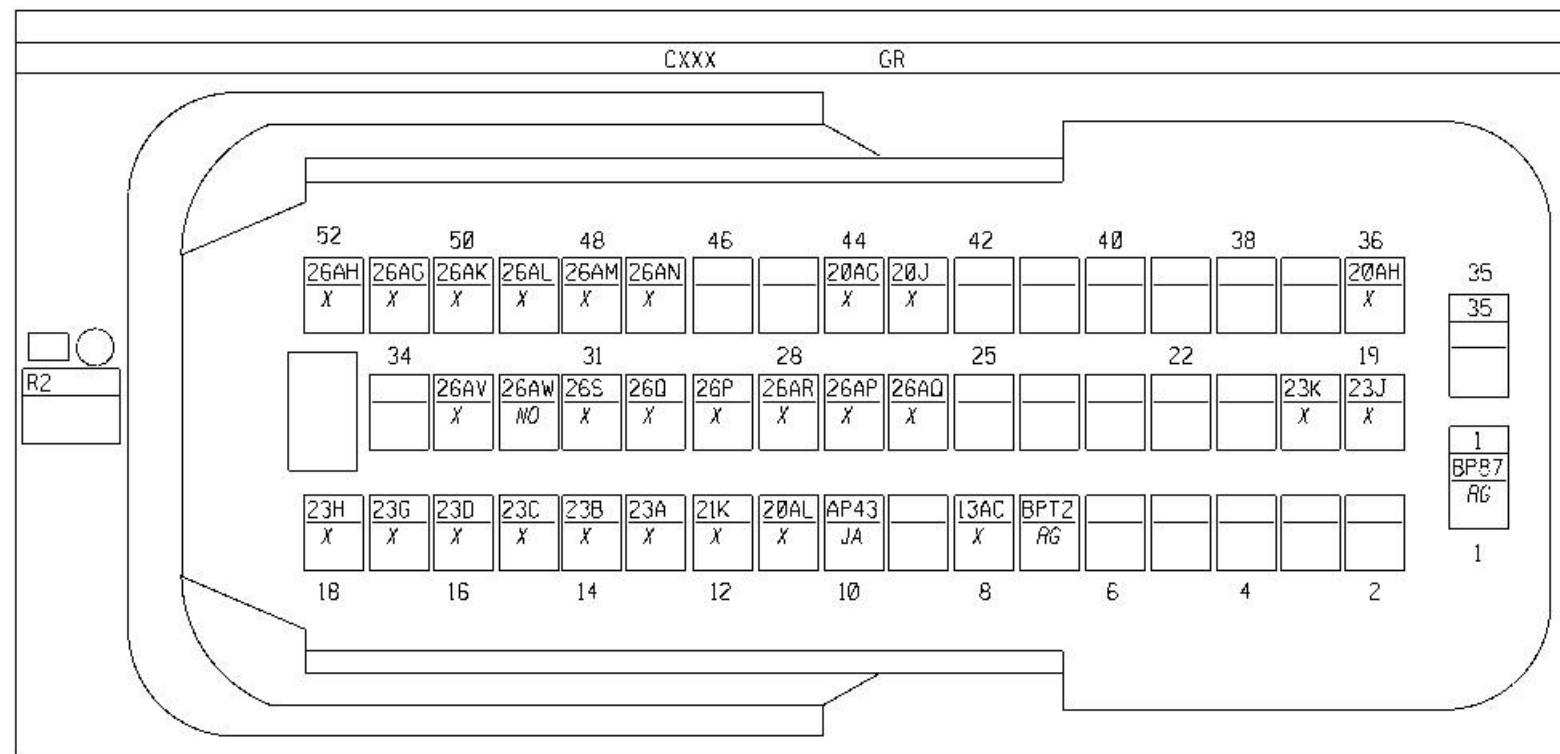 CXXX GR
52 50 48 46 44 42 40 38 36
26AH 26AG 26AK 26AL 26AM 26AN 20AG 20J 20AH 35
X X X X X X X X X 35
34 31 28 25 22 19
R2 26AV 26AW 26S 26Q 26P 26AR 26AP 26AQ 23K 23J
X NO X X X X X X X X
1
BP87
RG
23H 23G 23D 23C 23B 23A 21K 20AL AP43 13AC BPT2
X X X X X X X X JA X RG
1
18 16 14 12 10 8 6 4 2